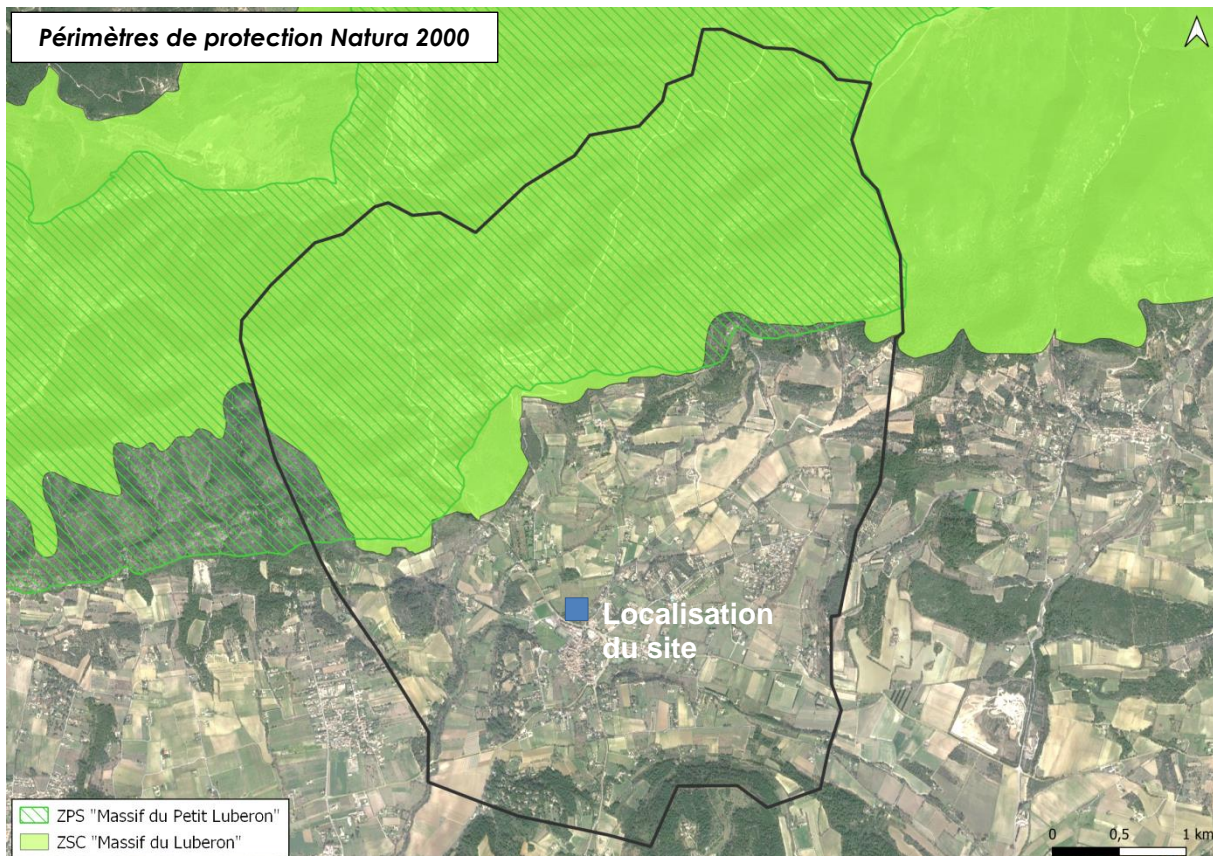 Périmètres de protection Natura 2000
Localisation
du site
ZPS "Massif du Petit Luberon"
ZSC "Massif du Luberon"
0 0,5 1 km